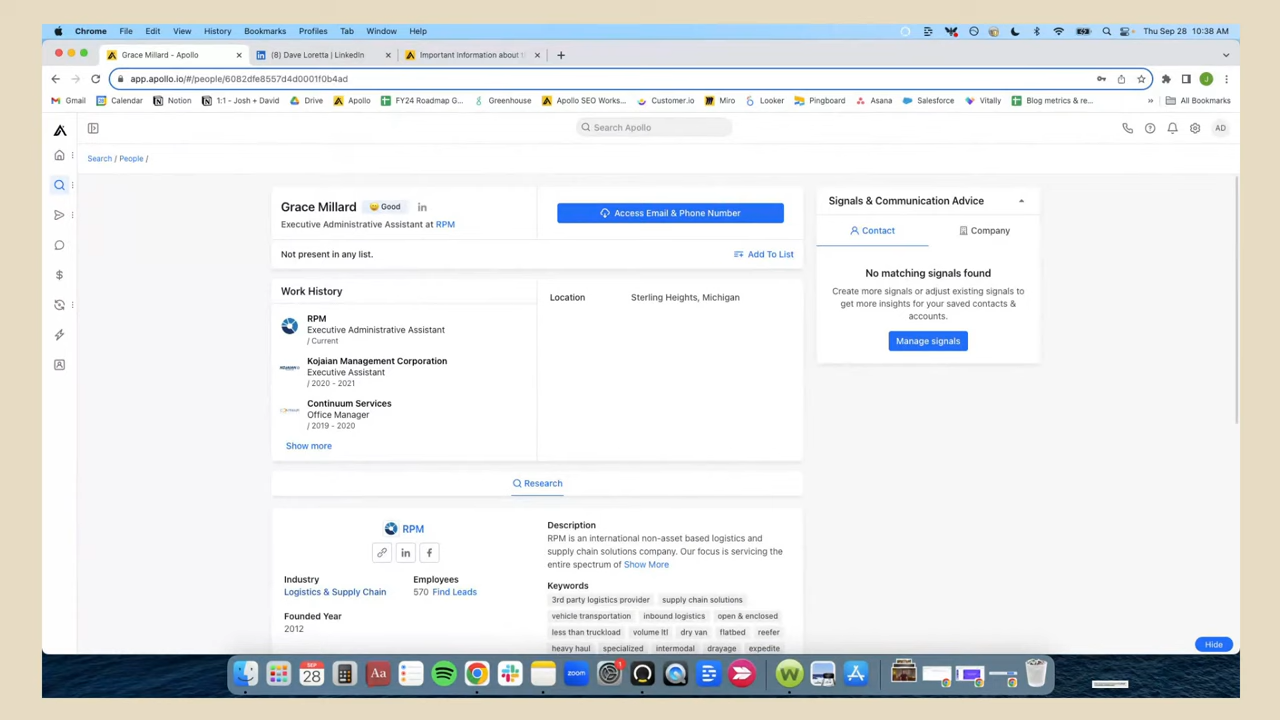 Chrome File Edit View History Bookmarks Profiles Tab Window Help
Thu Sep 28 10:38 AM
Grace Millard - Apollo
(8) Dave Loretta | LinkedIn
Important information about t
app.apollo.io/#/people/6082dfe8557d4d0001f0b4ad
Gmail Calendar Notion 1:1 - Josh + David Drive Apollo FY24 Roadmap G... Greenhouse Apollo SEO Works... Customer.io Miro Looker Pingboard Asana Salesforce Vitally Blog metrics & re... » All Bookmarks
Search Apollo
AD
Search / People /
Grace Millard
Good
in
Executive Administrative Assistant at RPM
Access Email & Phone Number
Not present in any list.
Add To List
Work History
RPM
Executive Administrative Assistant
/ Current
Kojaian Management Corporation
Executive Assistant
/ 2020 - 2021
Continuum Services
Office Manager
/ 2019 - 2020
Show more
Location Sterling Heights, Michigan
Signals & Communication Advice
Contact
Company
No matching signals found
Create more signals or adjust existing signals to
get more insights for your saved contacts &
accounts.
Manage signals
Research
RPM
in
Industry
Logistics & Supply Chain
Employees
570 Find Leads
Founded Year
2012
Description
RPM is an international non-asset based logistics and
supply chain solutions company. Our focus is servicing the
entire spectrum of Show More
Keywords
3rd party logistics provider supply chain solutions
vehicle transportation inbound logistics open & enclosed
less than truckload volume ltl dry van flatbed reefer
heavy haul specialized intermodal drayage expedite
Hide
SEP
28
Aa
zoom
1